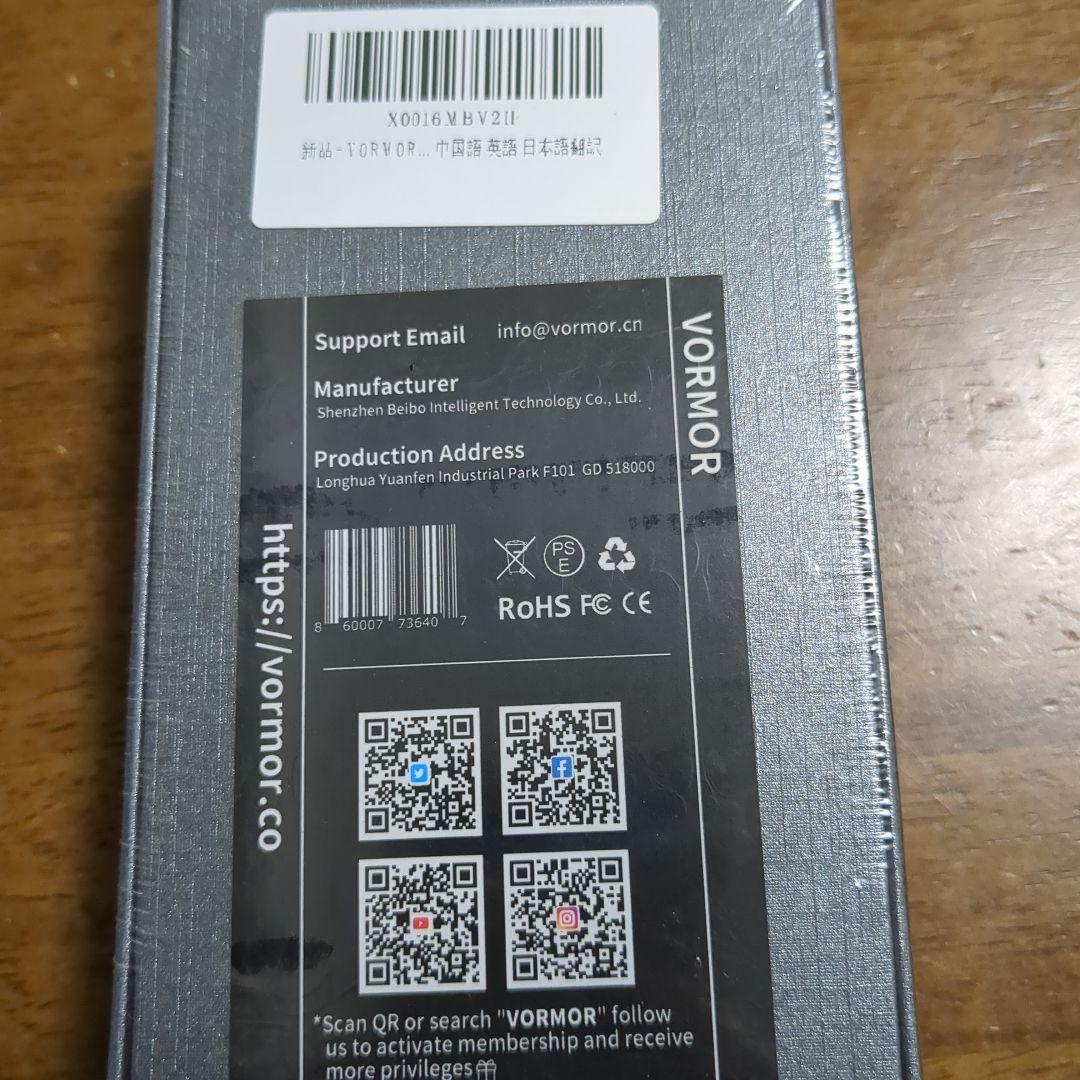 X0016MBV2H
新品 - VORMOR... 中国語 英語 日本語翻訳
Support Email info@vormor.cn
Manufacturer
Shenzhen Beibo Intelligent Technology Co., Ltd.
Production Address
Longhua Yuanfen Industrial Park F101 GD 518000
VORMOR
https://vormor.co
8 60007 73640 7
PS
E
RoHS FC CE
*Scan QR or search "VORMOR" follow
us to activate membership and receive
more privileges